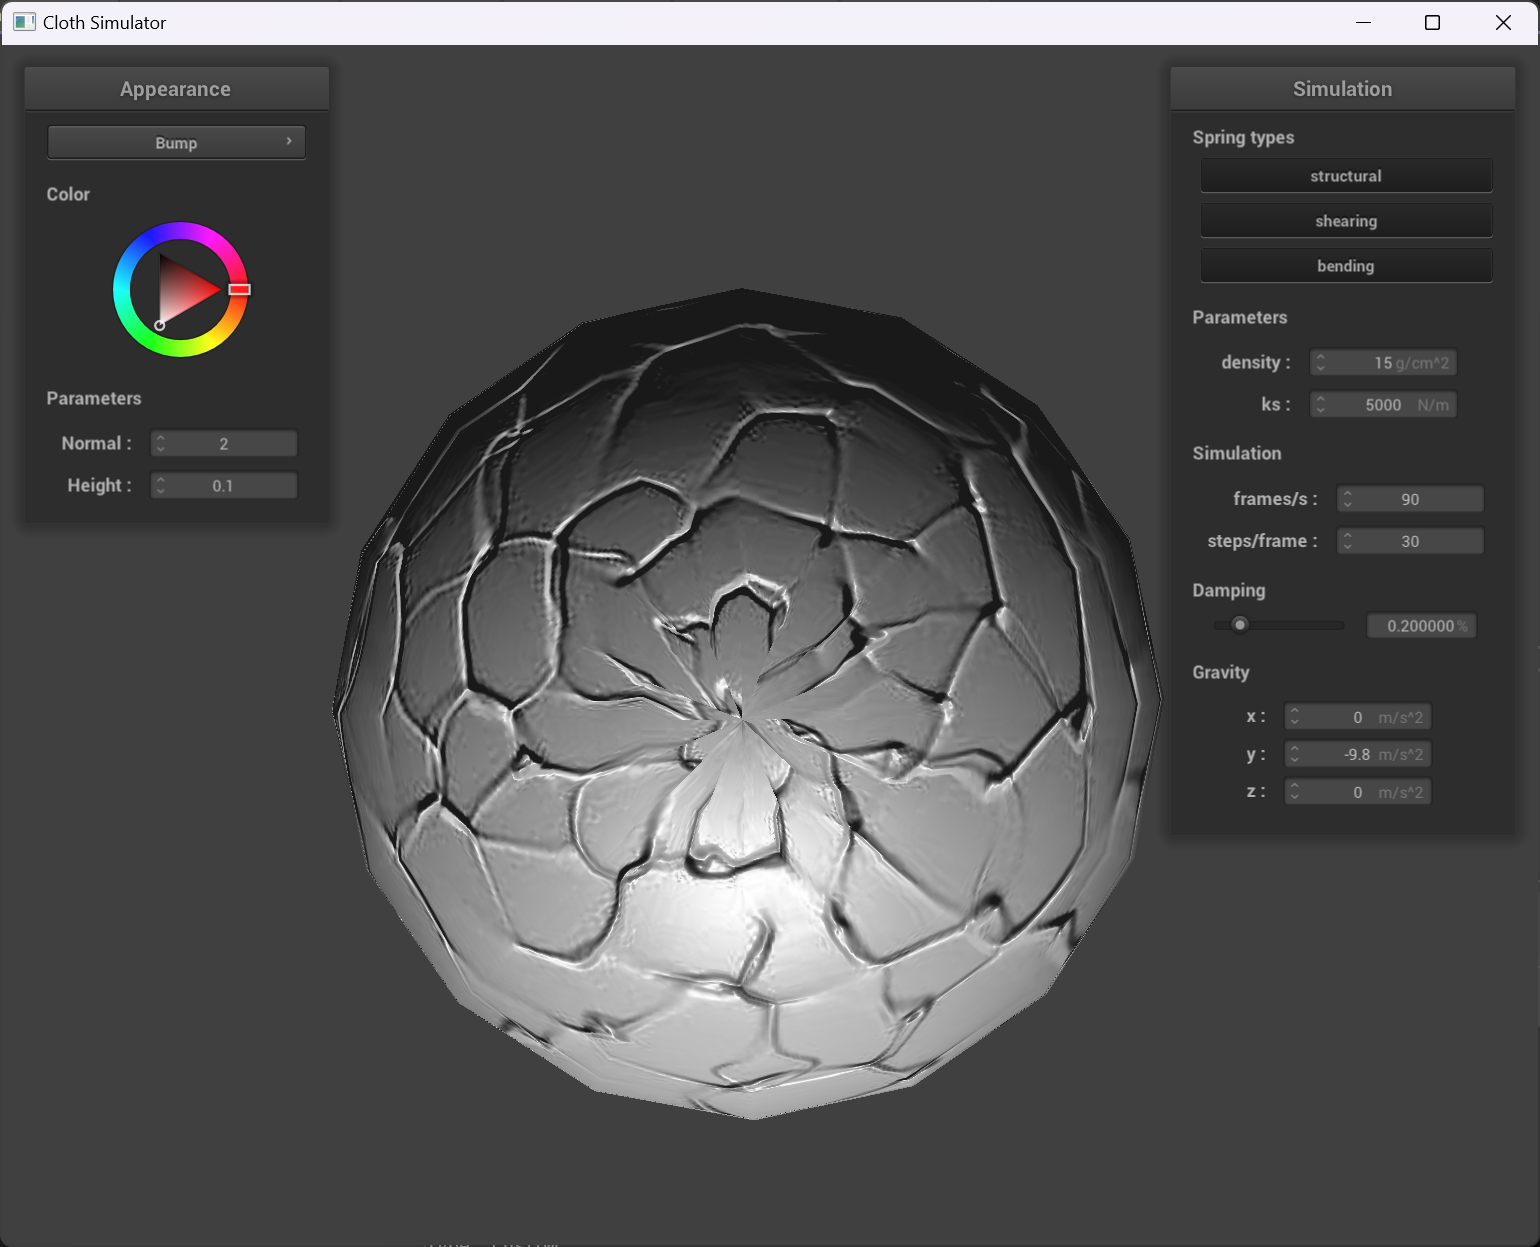 Cloth Simulator
Appearance
Bump
Color
Parameters
Normal : 2
Height : 0.1
Simulation
Spring types
structural
shearing
bending
Parameters
density : 15 g/cm^2
ks : 5000 N/m
Simulation
frames/s : 90
steps/frame : 30
Damping
0.200000 %
Gravity
x : 0 m/s^2
y : -9.8 m/s^2
z : 0 m/s^2